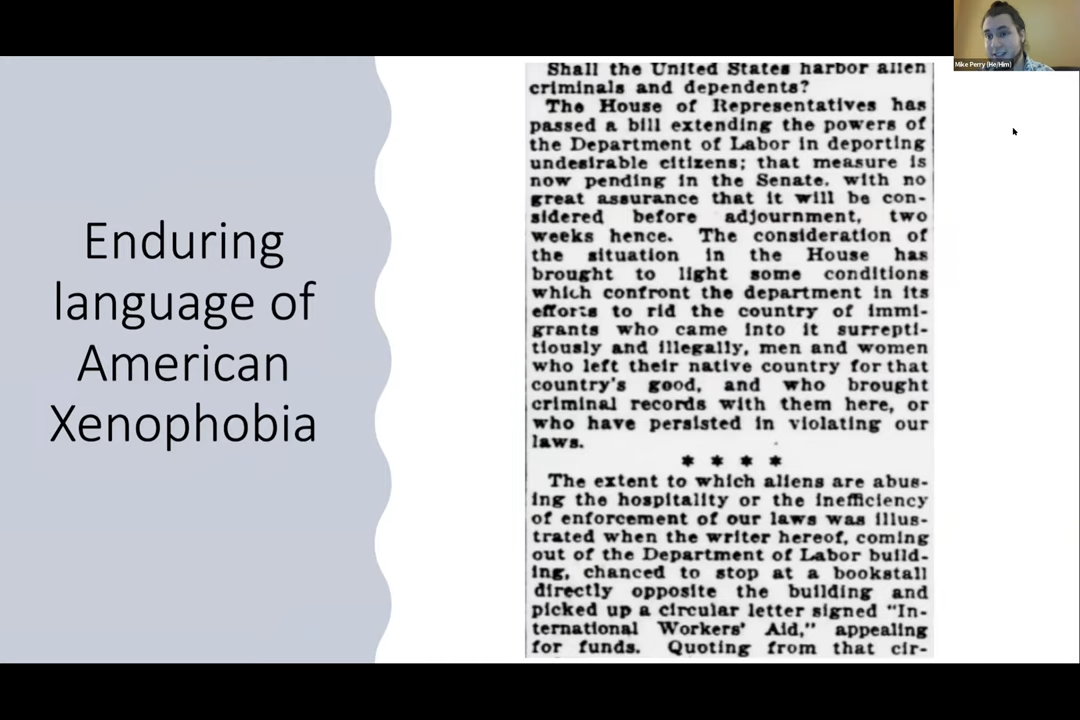 Mike Perry (He/Him)
Enduring
language of
American
Xenophobia
Shall the United States harbor alien
criminals and dependents?
The House of Representatives has
passed a bill extending the powers of
the Department of Labor in deporting
undesirable citizens; that measure is
now pending in the Senate, with no
great assurance that it will be con-
sidered before adjournment, two
weeks hence. The consideration of
the situation in the House has
brought to light some conditions
which confront the department in its
efforts to rid the country of immi-
grants who came into it surrepti-
tiously and illegally, men and women
who left their native country for that
country's good, and who brought
criminal records with them here, or
who have persisted in violating our
laws.
* * * *
The extent to which aliens are abus-
ing the hospitality or the inefficiency
of enforcement of our laws was illus-
trated when the writer hereof, coming
out of the Department of Labor build-
ing, chanced to stop at a bookstall
directly opposite the building and
picked up a circular letter signed "In-
ternational Workers' Aid," appealing
for funds. Quoting from that cir-